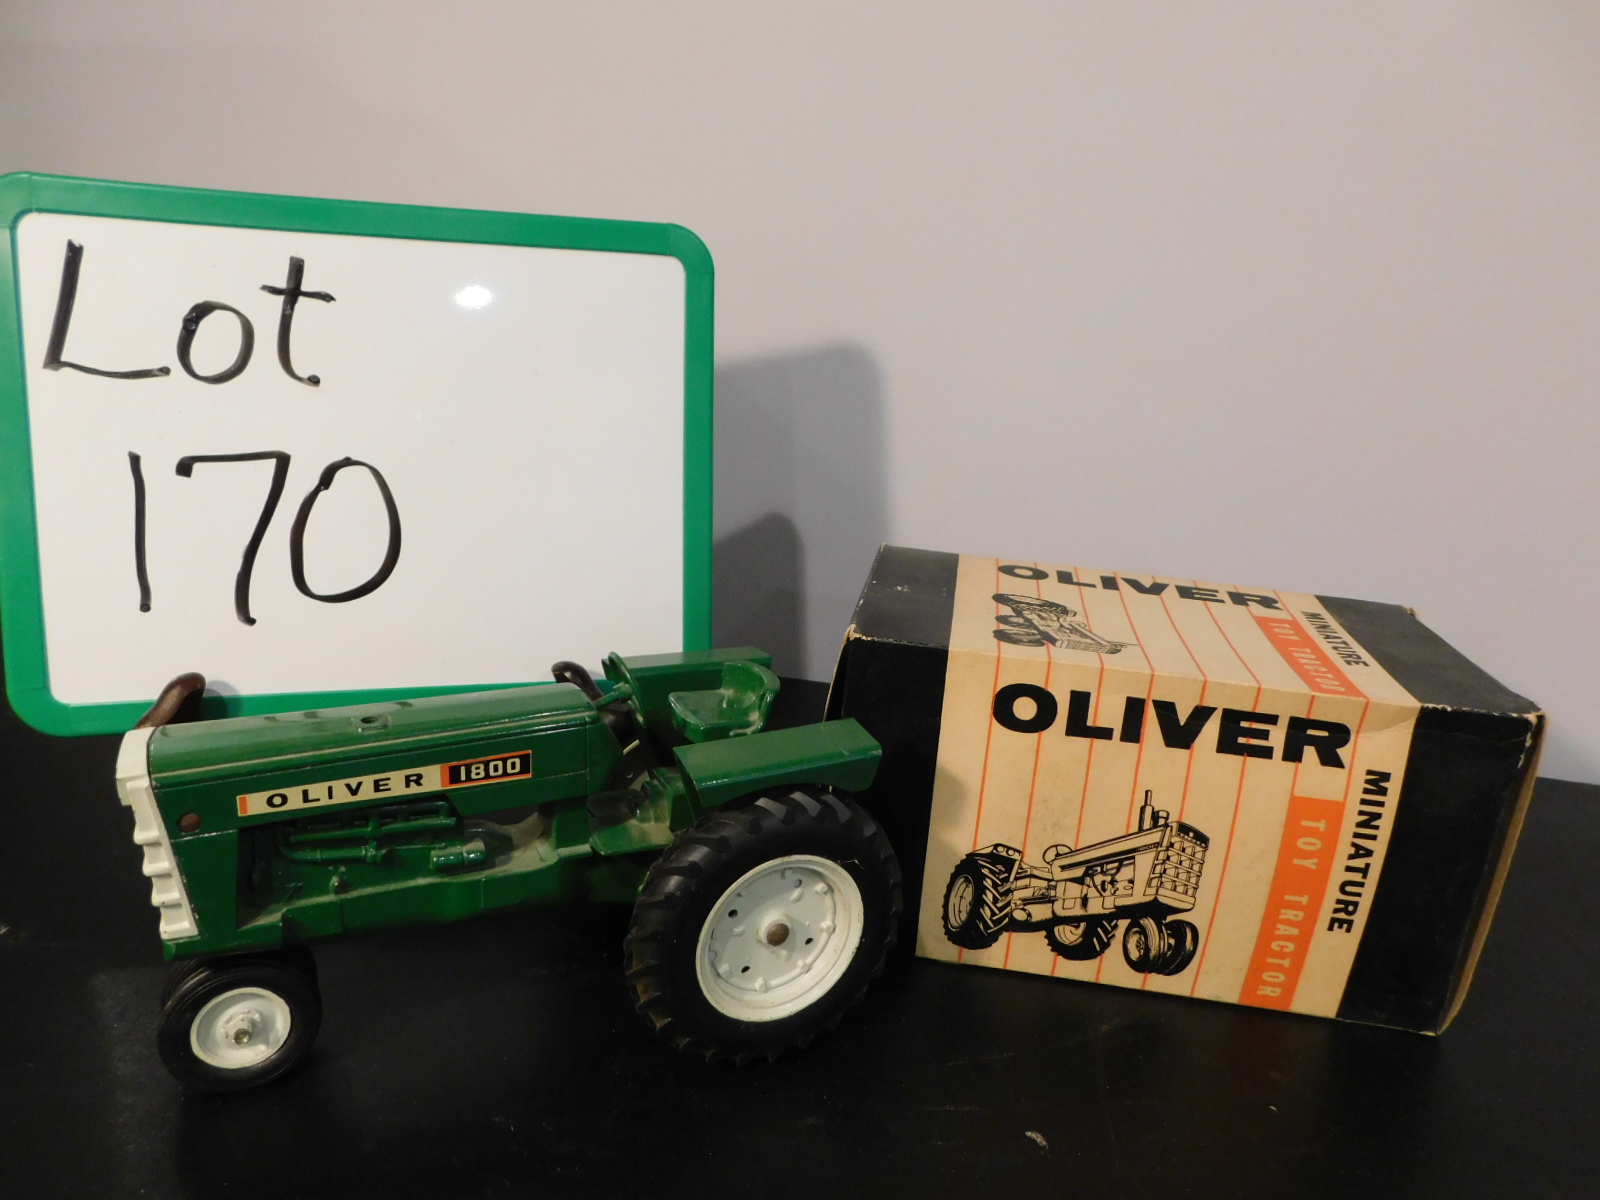 Lot
170
OLIVER 1800
OLIVER
MINIATURE
TOY TRACTOR
OLIVER
MINIATURE
TOY TRACTOR